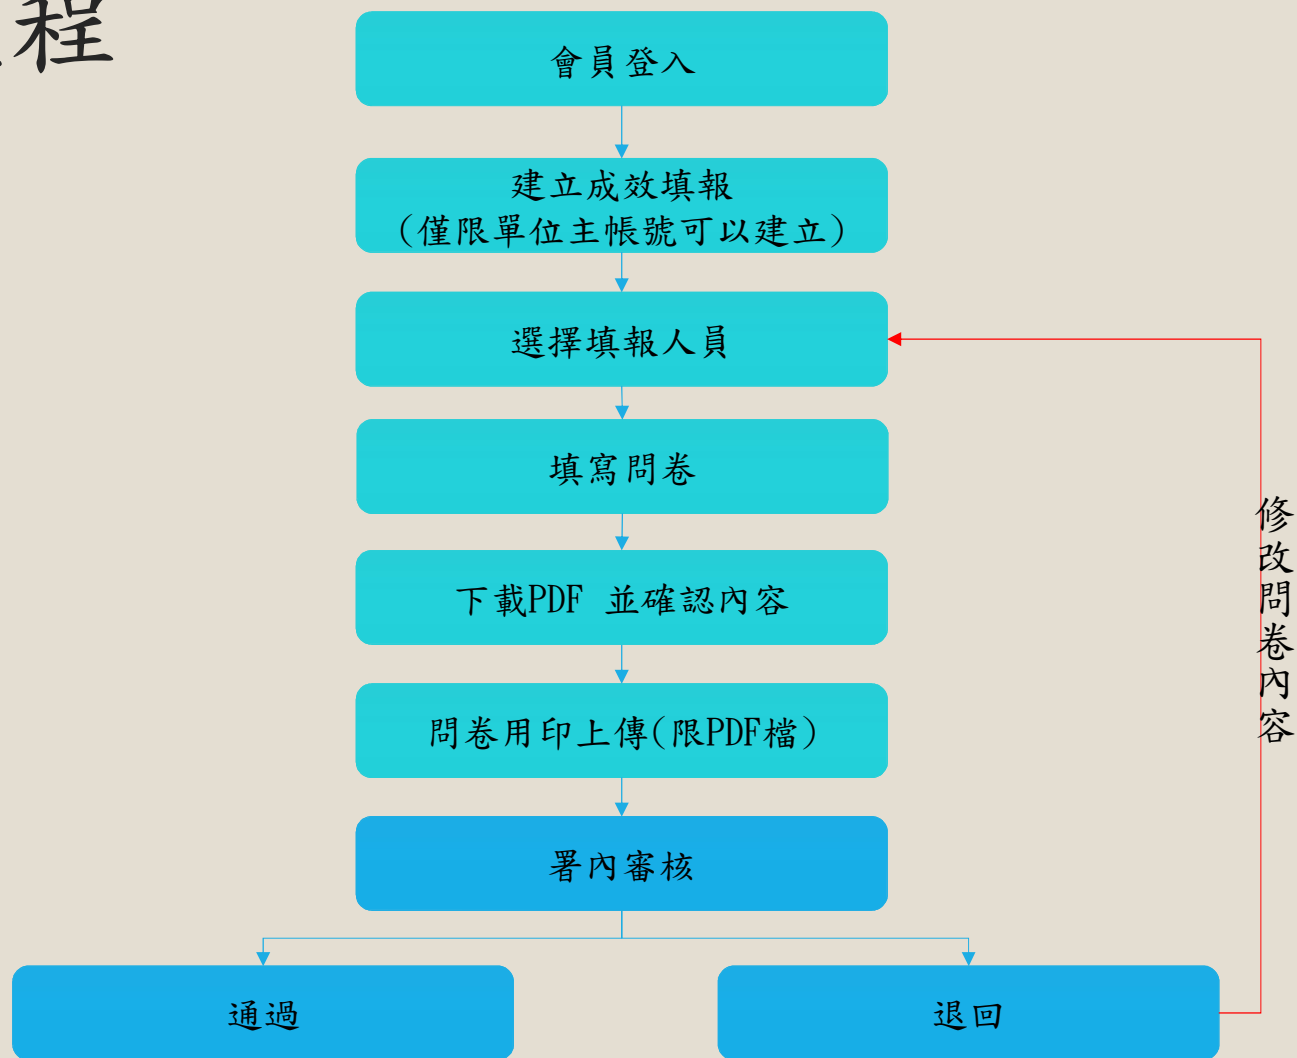 程
會員登入
建立成效填報
(僅限單位主帳號可以建立)
選擇填報人員
填寫問卷
下載PDF 並確認內容
問卷用印上傳(限PDF檔)
署內審核
通過
退回
修改問卷內容